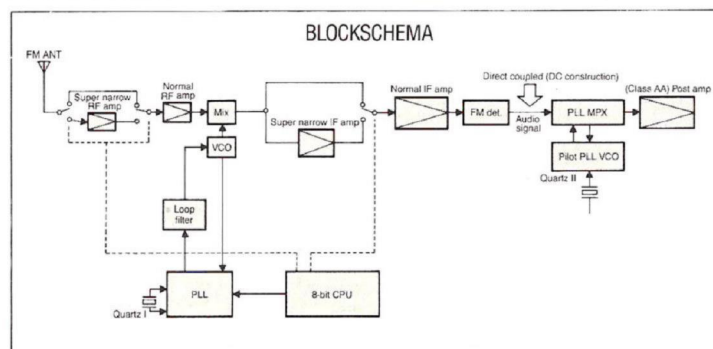 BLOCKSCHEMA
FM ANT
Super narrow
RF amp
Normal
RF amp
Mix
VCO
Loop
filter
PLL
Quartz I
8-bit CPU
Super narrow IF amp
Normal IF amp
FM det.
Direct coupled (DC construction)
Audio
signal
PLL MPX
Pilot PLL VCO
Quartz II
(Class AA) Post amp